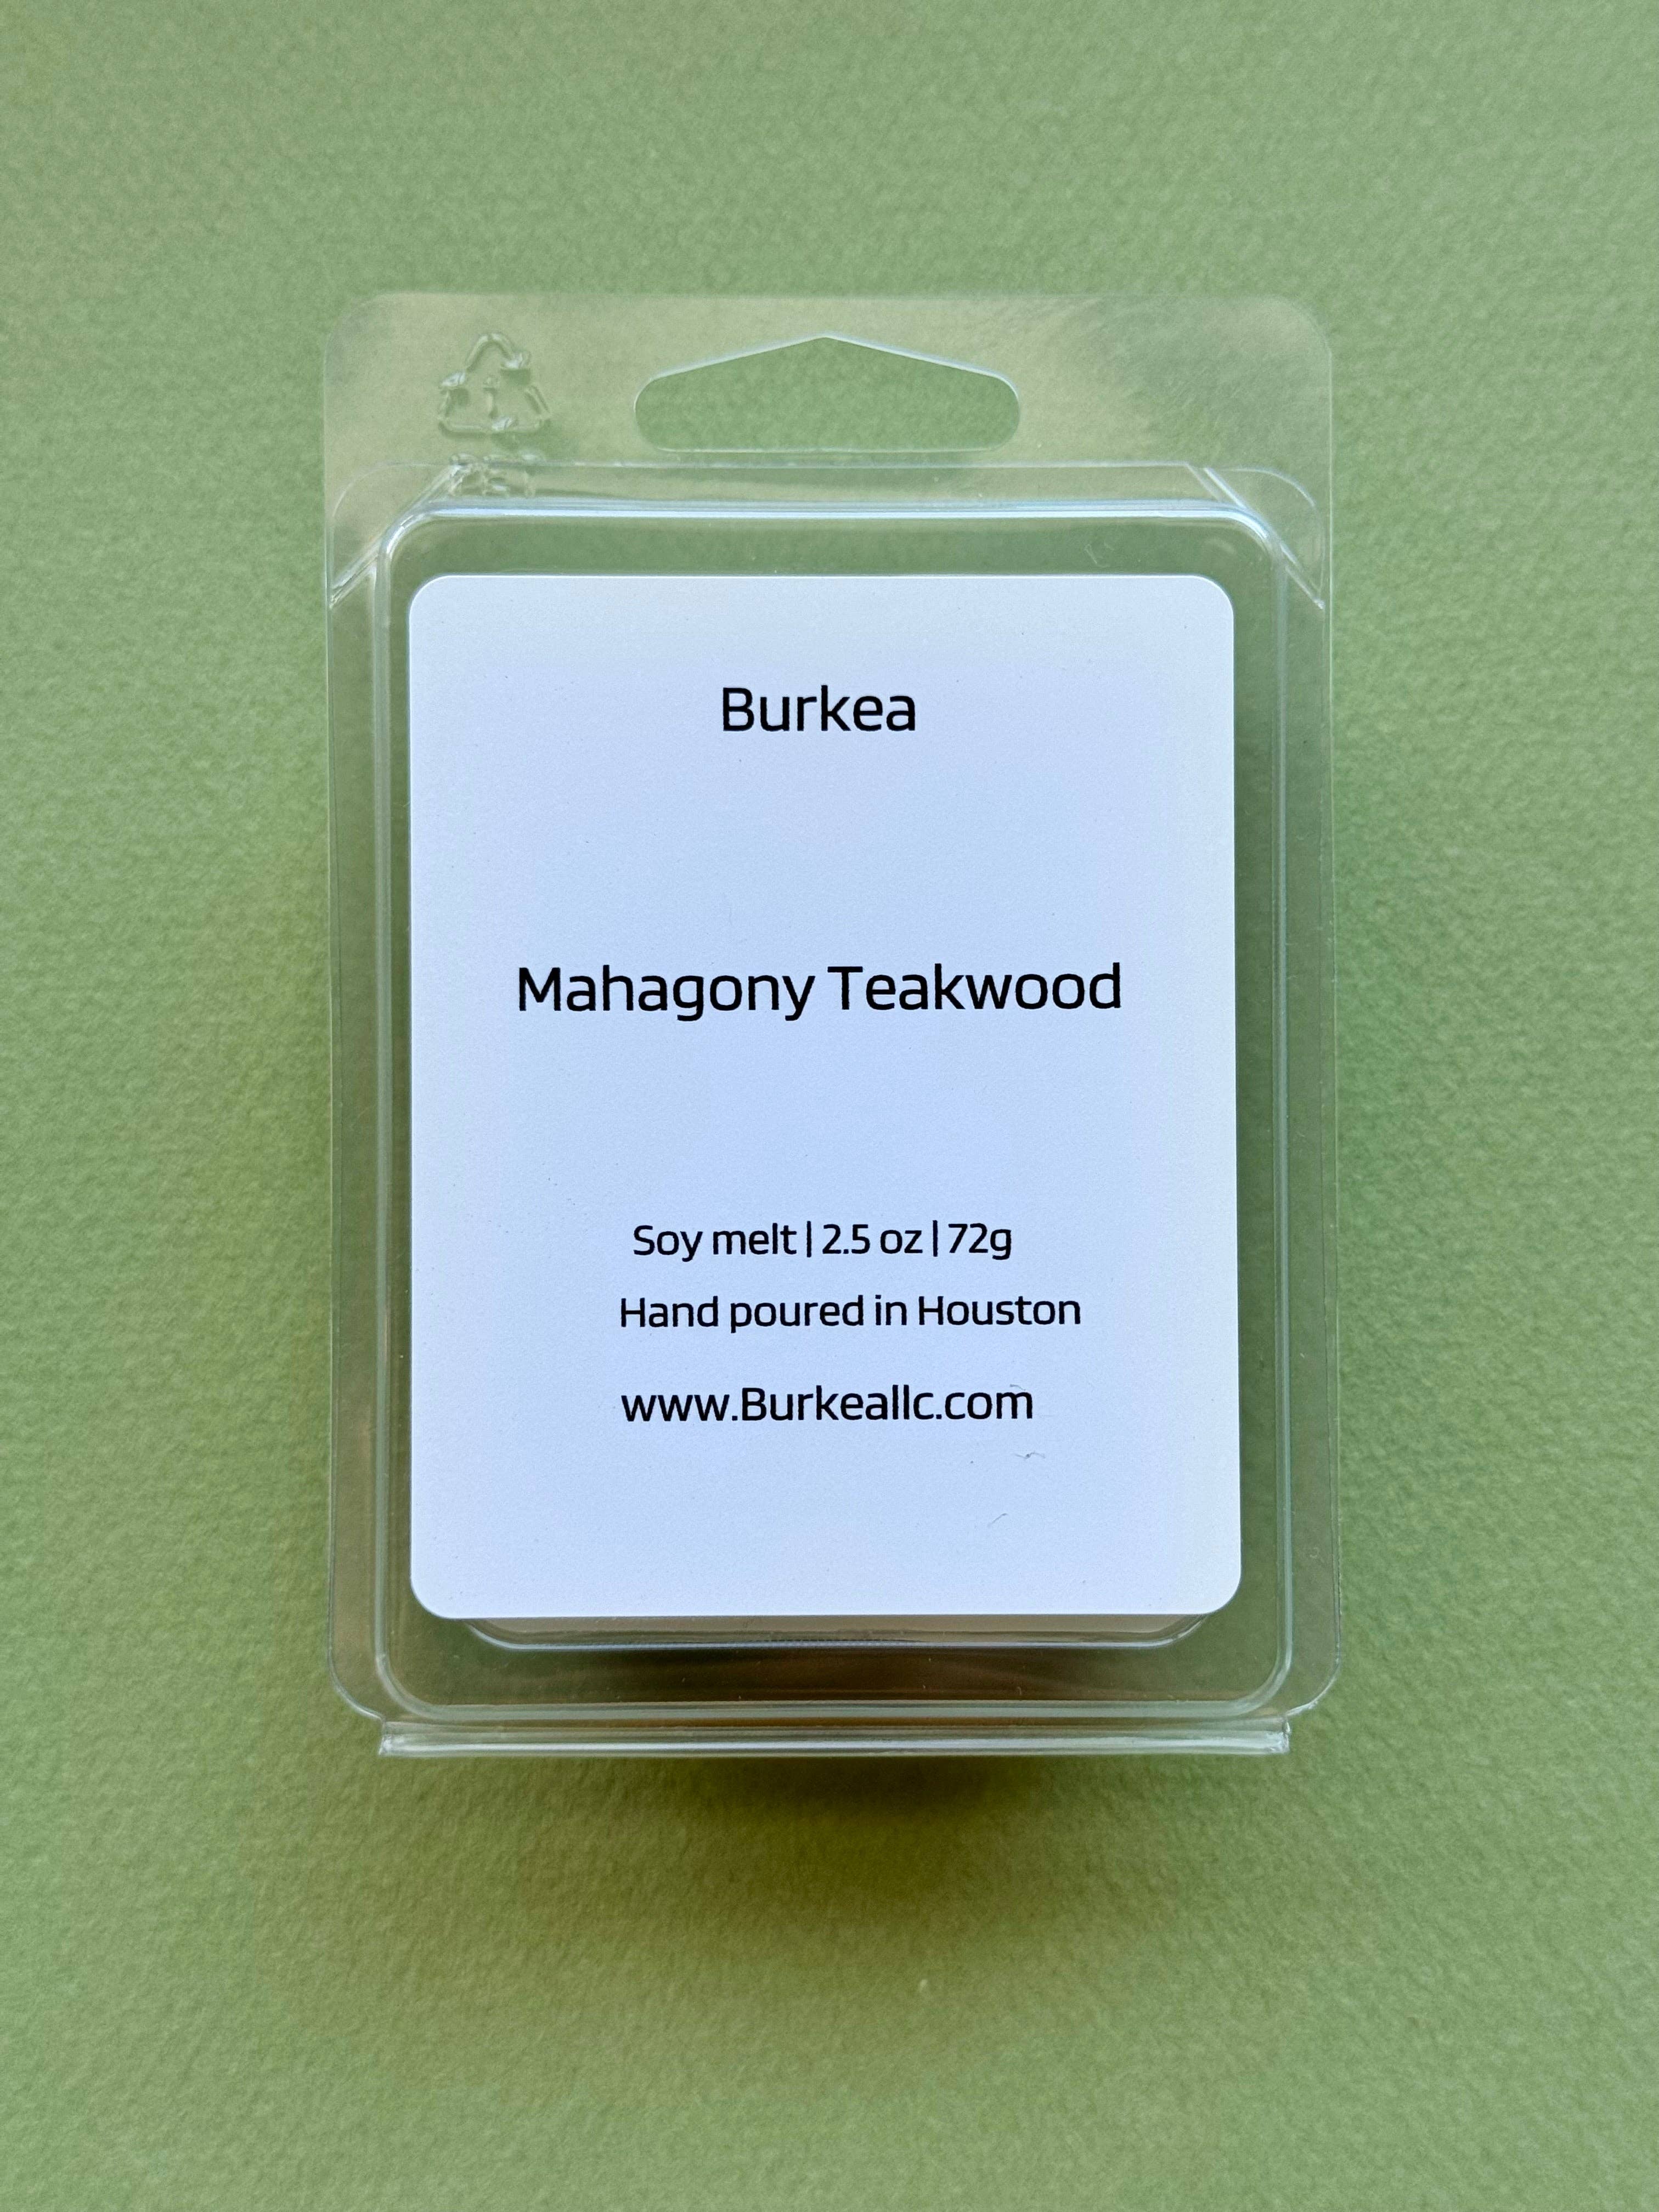 Burkea
Mahagony Teakwood
Soy melt | 2.5 oz | 72g
Hand poured in Houston
www.Burkeallc.com